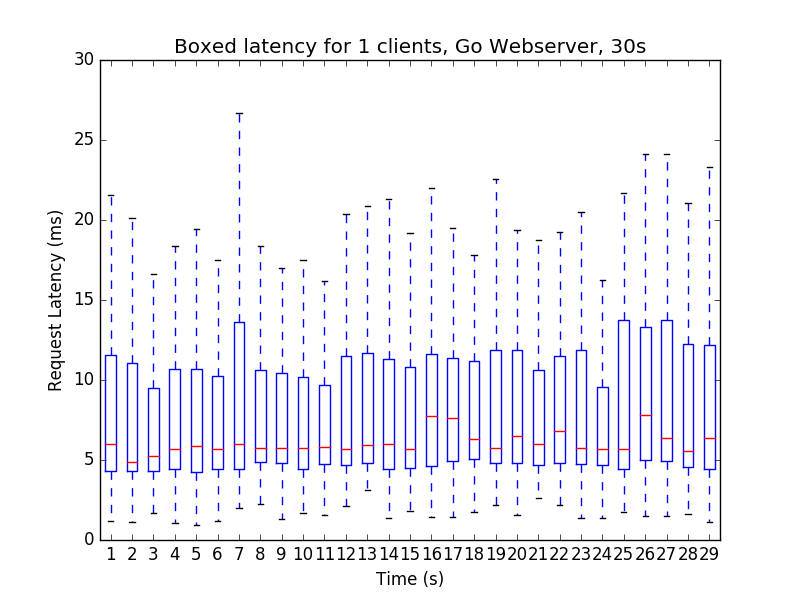 Boxed latency for 1 clients, Go Webserver, 30s
30
25
20
15
10
5
0
Request Latency (ms)
1 2 3 4 5 6 7 8 9 10 11 12 13 14 15 16 17 18 19 20 21 22 23 24 25 26 27 28 29
Time (s)